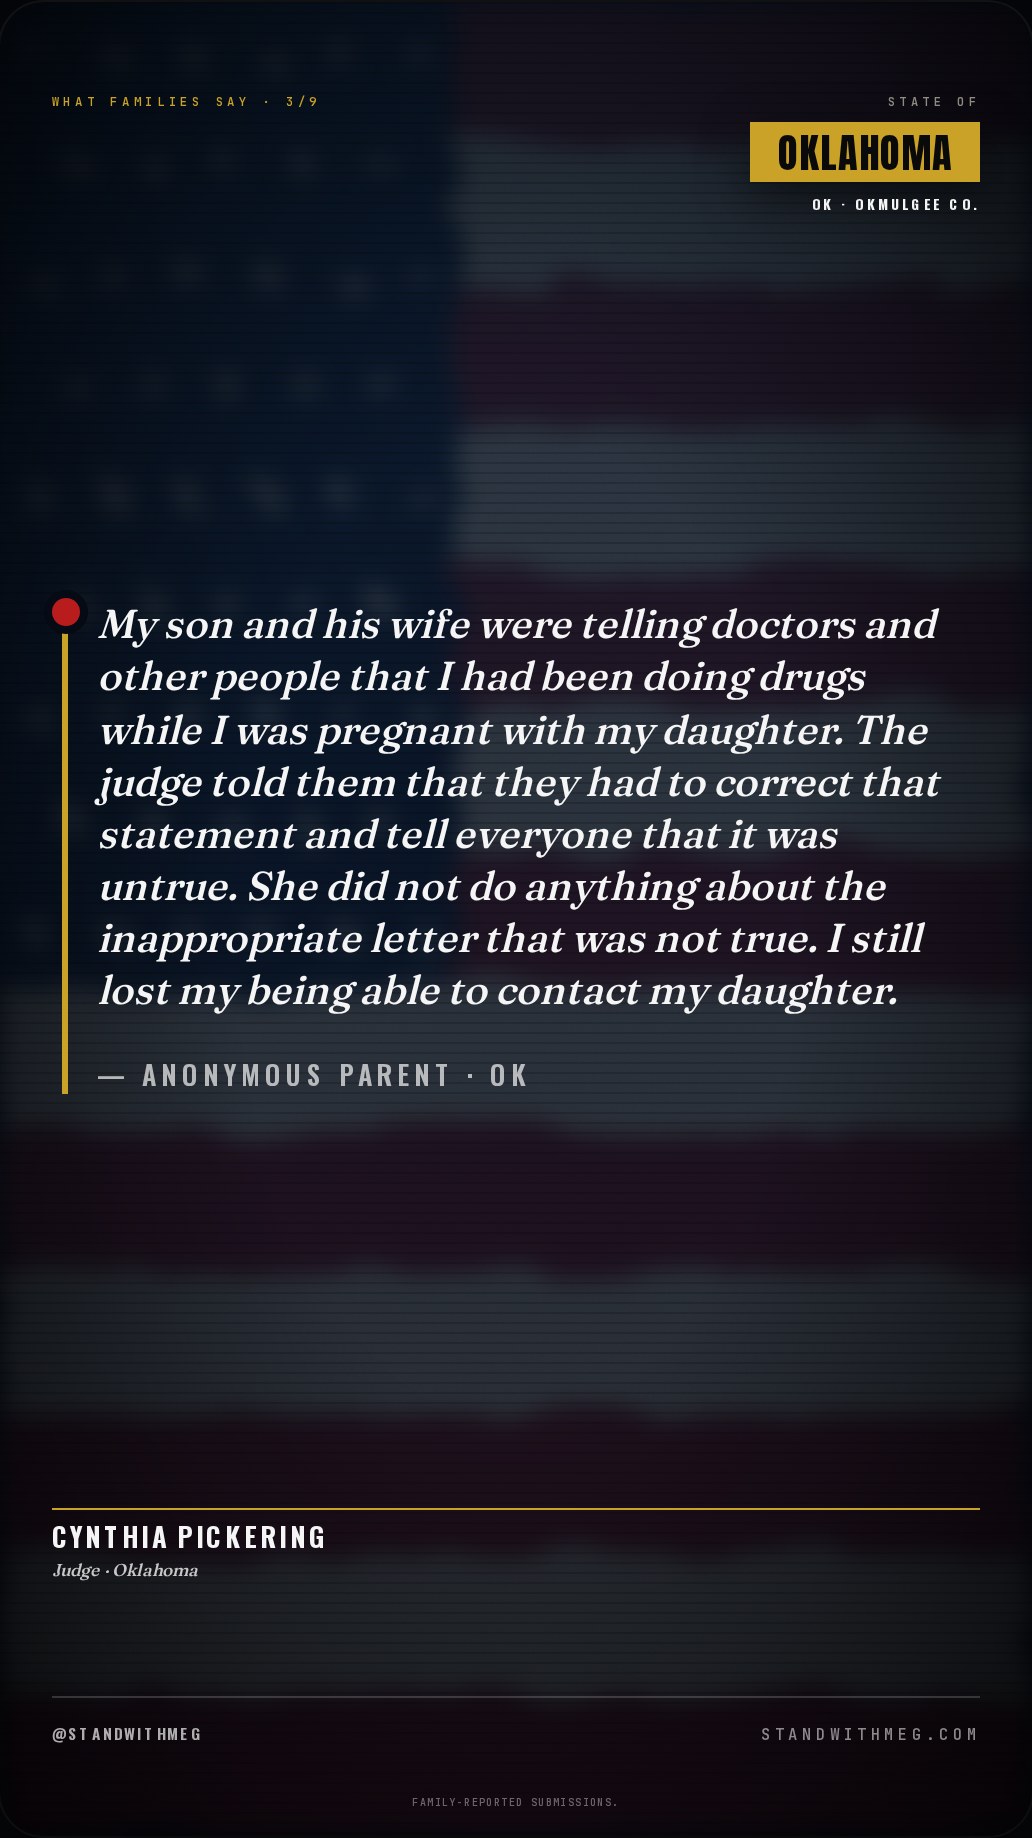 WHAT FAMILIES SAY · 3/9
STATE OF
OKLAHOMA
OK · OKMULGEE CO.
My son and his wife were telling doctors and
other people that I had been doing drugs
while I was pregnant with my daughter. The
judge told them that they had to correct that
statement and tell everyone that it was
untrue. She did not do anything about the
inappropriate letter that was not true. I still
lost my being able to contact my daughter.
— ANONYMOUS PARENT · OK
CYNTHIA PICKERING
Judge · Oklahoma
@STANDWITHMEG
STANDWITHMEG.COM
FAMILY-REPORTED SUBMISSIONS.